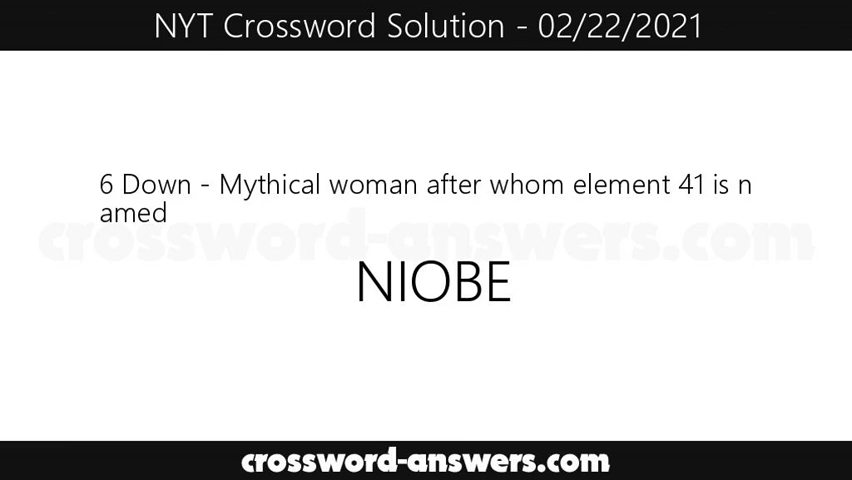 NYT Crossword Solution - 02/22/2021
6 Down - Mythical woman after whom element 41 is n
amed
crossword-answers.com
NIOBE
crossword-answers.com